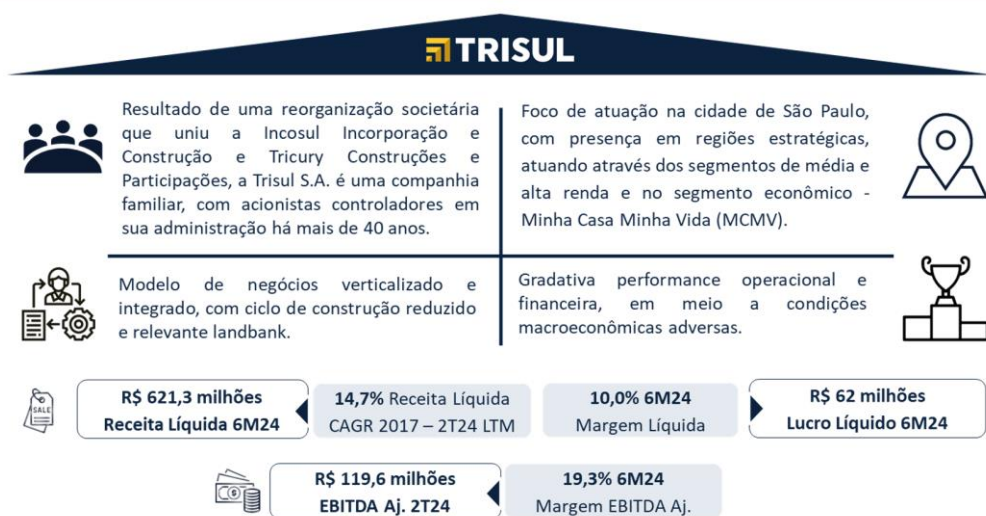 TRISUL
Resultado de uma reorganização societária
que uniu a Incosul Incorporação e
Construção e Tricury Construções e
Participações, a Trisul S.A. é uma companhia
familiar, com acionistas controladores em
sua administração há mais de 40 anos.
Foco de atuação na cidade de São Paulo,
com presença em regiões estratégicas,
atuando através dos segmentos de média e
alta renda e no segmento econômico -
Minha Casa Minha Vida (MCMV).
Modelo de negócios verticalizado e
integrado, com ciclo de construção reduzido
e relevante landbank.
Gradativa performance operacional e
financeira, em meio a condições
macroeconômicas adversas.
SALE
R$ 621,3 milhões
Receita Líquida 6M24
14,7% Receita Líquida
CAGR 2017 – 2T24 LTM
10,0% 6M24
Margem Líquida
R$ 62 milhões
Lucro Líquido 6M24
R$ 119,6 milhões
EBITDA Aj. 2T24
19,3% 6M24
Margem EBITDA Aj.